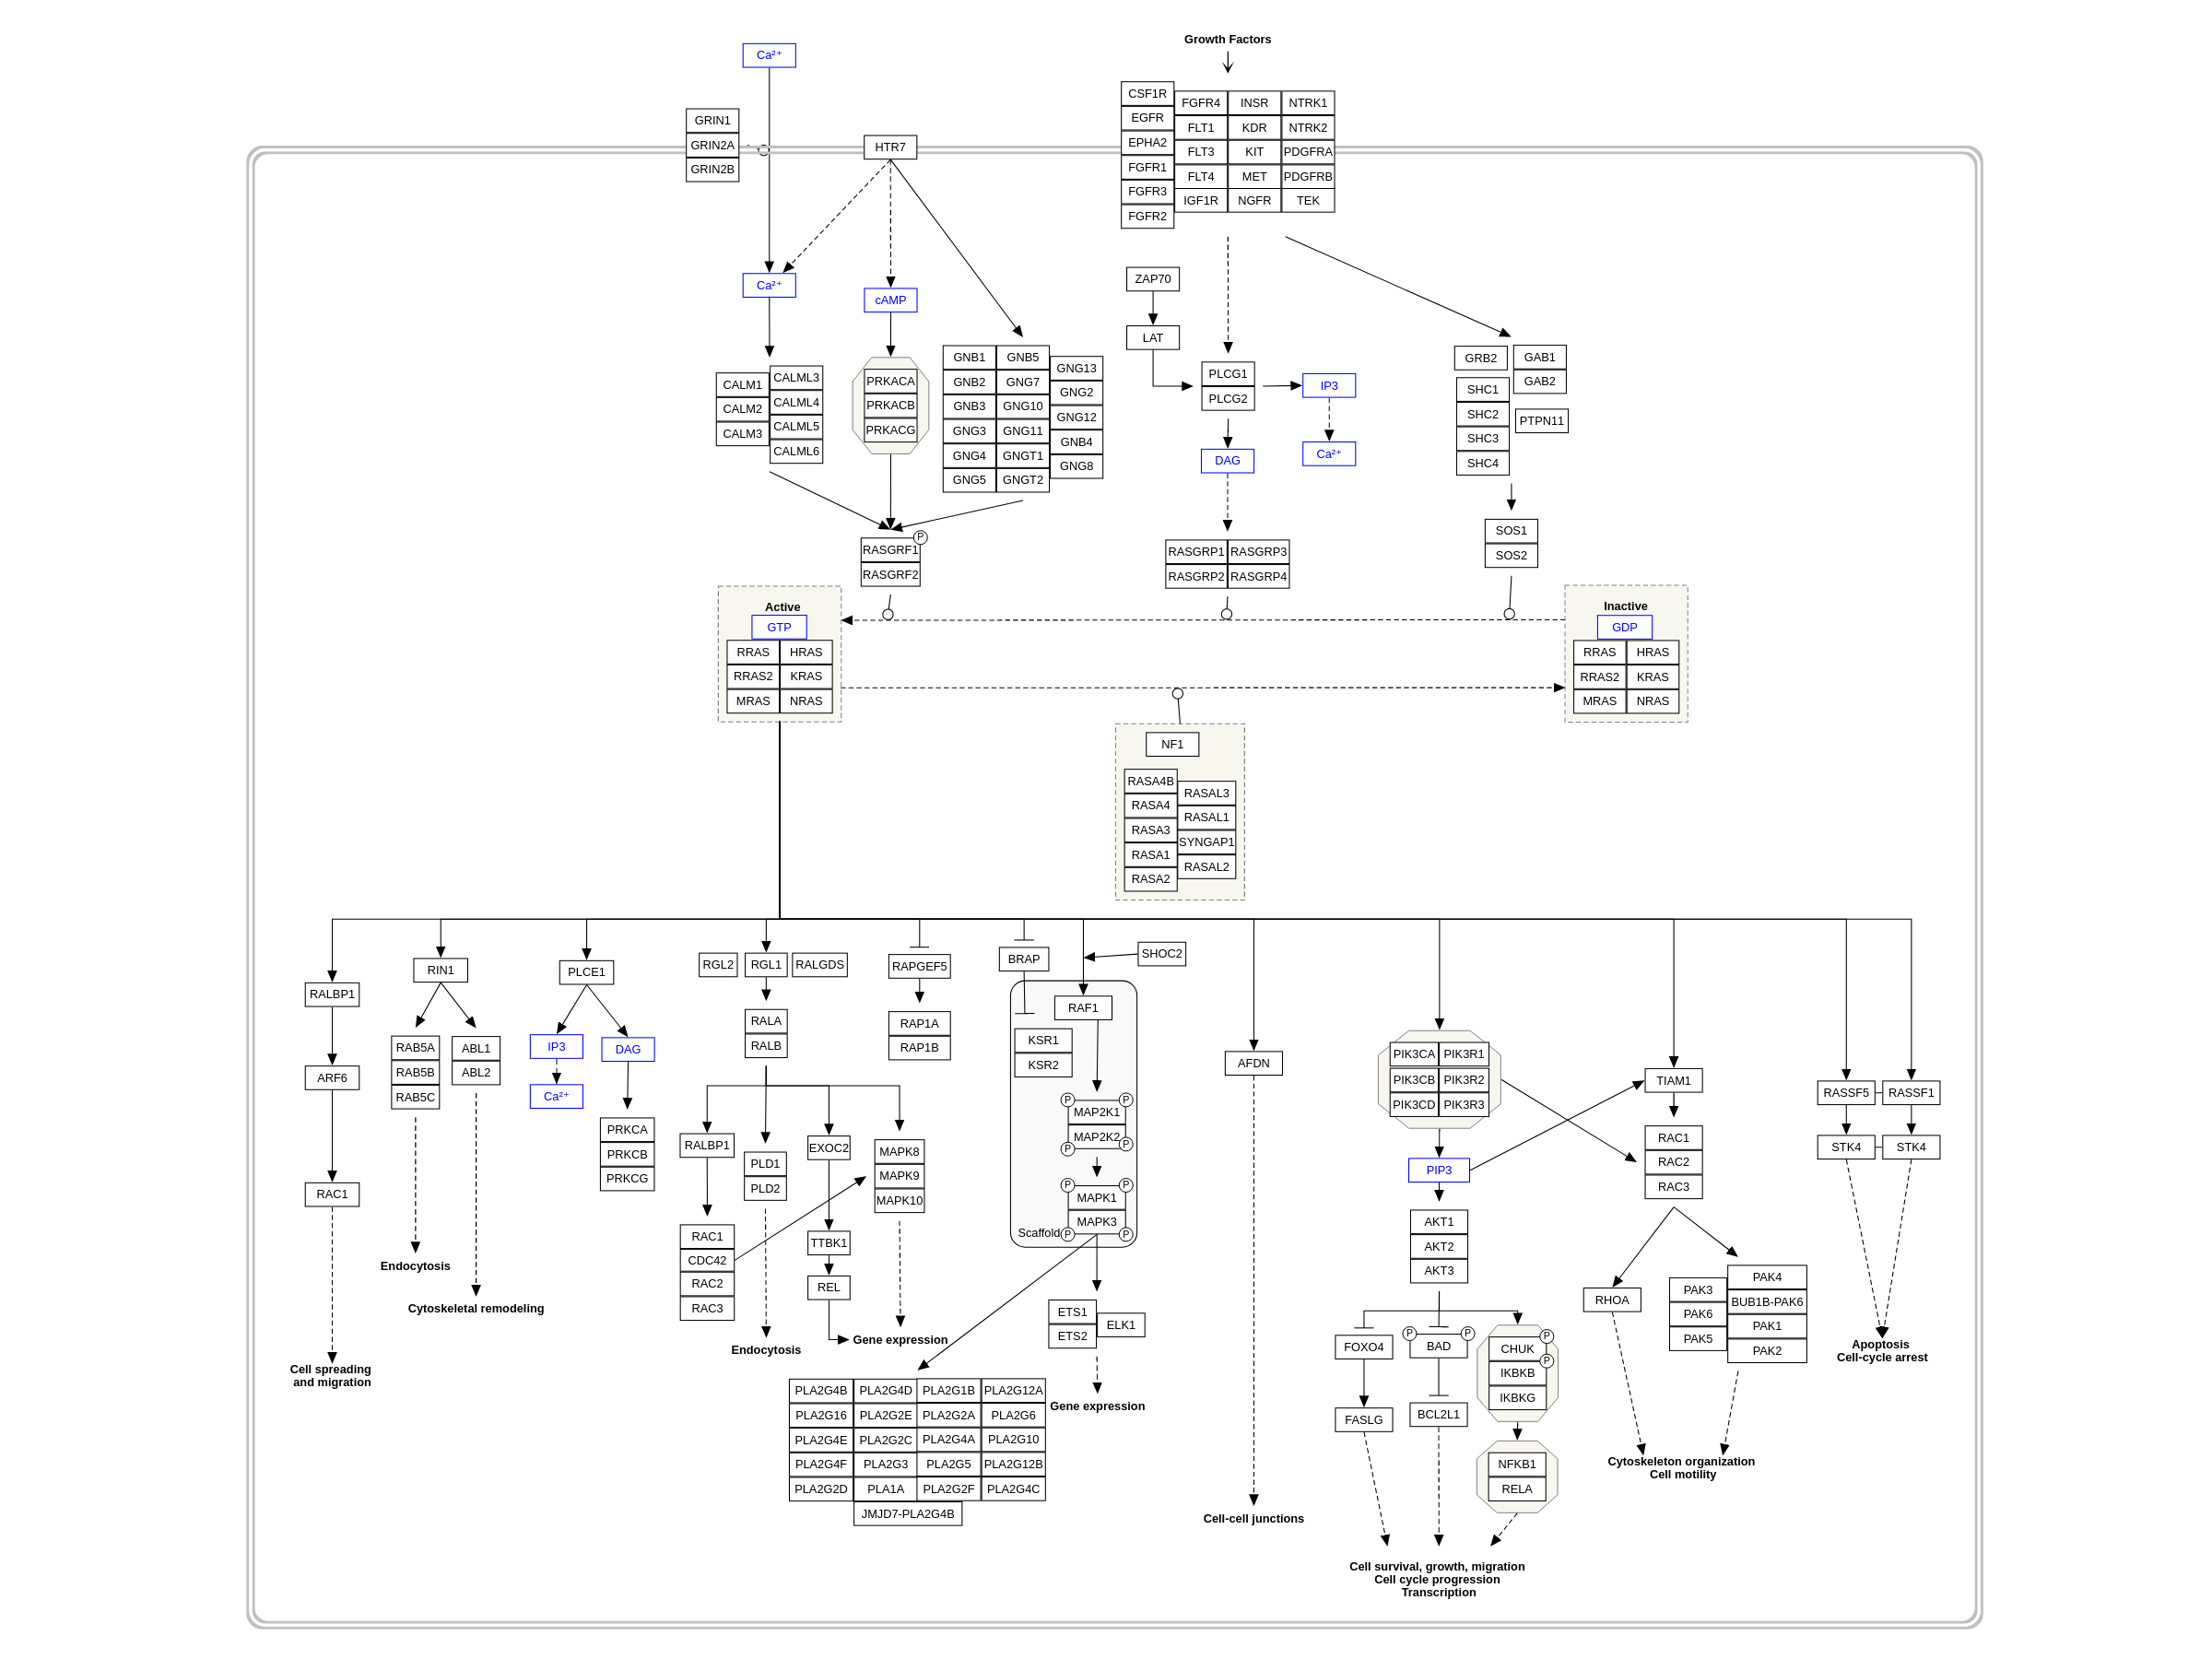 Growth Factors
Ca²⁺
GRIN1
GRIN2A
GRIN2B
HTR7
CSF1R
EGFR
EPHA2
FGFR1
FGFR3
FGFR2
FGFR4
FLT1
FLT3
FLT4
IGF1R
INSR
KDR
KIT
MET
NGFR
NTRK1
NTRK2
PDGFRA
PDGFRB
TEK
Ca²⁺
cAMP
ZAP70
LAT
CALM1
CALM2
CALM3
CALML3
CALML4
CALML5
CALML6
PRKACA
PRKACB
PRKACG
GNB1
GNB2
GNB3
GNG3
GNG4
GNG5
GNB5
GNG7
GNG10
GNG11
GNGT1
GNGT2
GNG13
GNG2
GNG12
GNB4
GNG8
PLCG1
PLCG2
IP3
Ca²⁺
DAG
GRB2
GAB1
GAB2
SHC1
SHC2
SHC3
SHC4
PTPN11
SOS1
SOS2
P
RASGRF1
RASGRF2
RASGRP1
RASGRP3
RASGRP2
RASGRP4
Active
GTP
RRAS
HRAS
RRAS2
KRAS
MRAS
NRAS
Inactive
GDP
RRAS
HRAS
RRAS2
KRAS
MRAS
NRAS
NF1
RASA4B
RASA4
RASA3
RASA1
RASA2
RASAL3
RASAL1
SYNGAP1
RASAL2
RALBP1
ARF6
RAC1
Cell spreading
and migration
RIN1
RAB5A
RAB5B
RAB5C
ABL1
ABL2
Endocytosis
Cytoskeletal remodeling
PLCE1
IP3
Ca²⁺
DAG
PRKCA
PRKCB
PRKCG
RGL2
RGL1
RALGDS
RALA
RALB
RALBP1
RAC1
CDC42
RAC2
RAC3
PLD1
PLD2
Endocytosis
EXOC2
TTBK1
REL
MAPK8
MAPK9
MAPK10
Gene expression
RAPGEF5
RAP1A
RAP1B
BRAP
SHOC2
RAF1
KSR1
KSR2
P
P
MAP2K1
MAP2K2
P
P
P
P
MAPK1
MAPK3
Scaffold
P
P
ETS1
ETS2
ELK1
Gene expression
PLA2G4B
PLA2G4D
PLA2G1B
PLA2G12A
PLA2G16
PLA2G2E
PLA2G2A
PLA2G6
PLA2G4E
PLA2G2C
PLA2G4A
PLA2G10
PLA2G4F
PLA2G3
PLA2G5
PLA2G12B
PLA2G2D
PLA1A
PLA2G2F
PLA2G4C
JMJD7-PLA2G4B
AFDN
Cell-cell junctions
PIK3CA
PIK3R1
PIK3CB
PIK3R2
PIK3CD
PIK3R3
PIP3
AKT1
AKT2
AKT3
FOXO4
FASLG
P
P
BAD
BCL2L1
P
CHUK
P
IKBKB
IKBKG
NFKB1
RELA
Cell survival, growth, migration
Cell cycle progression
Transcription
TIAM1
RAC1
RAC2
RAC3
RHOA
PAK3
PAK6
PAK5
PAK4
BUB1B-PAK6
PAK1
PAK2
Cytoskeleton organization
Cell motility
RASSF5
RASSF1
STK4
STK4
Apoptosis
Cell-cycle arrest